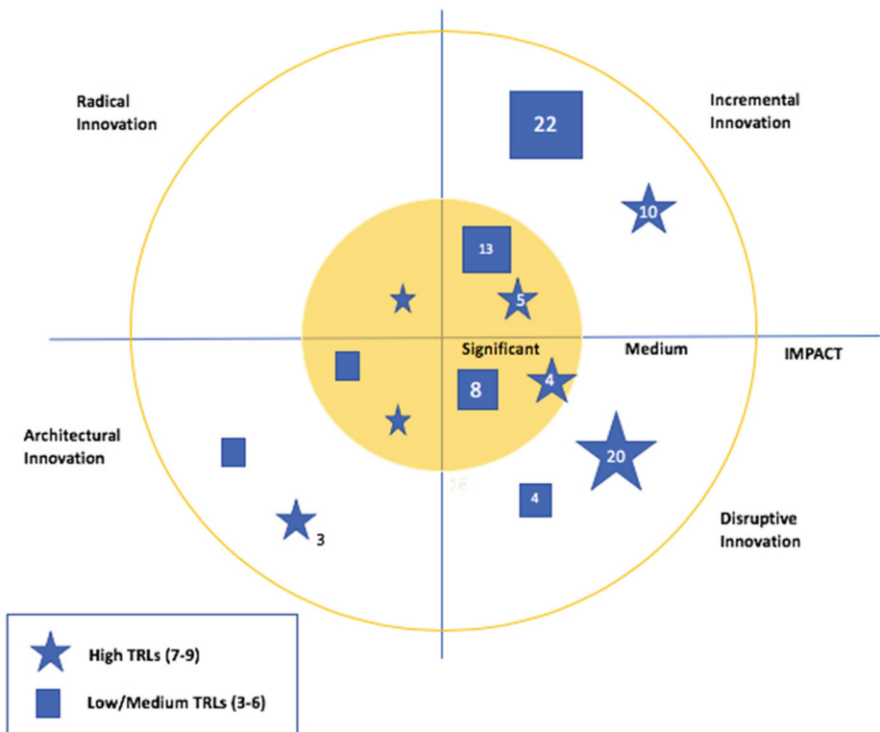 Radical
Innovation
Incremental
Innovation
22
10
13
5
Significant
Medium
IMPACT
4
8
Architectural
Innovation
20
4
3
Disruptive
Innovation
High TRLs (7-9)
Low/Medium TRLs (3-6)